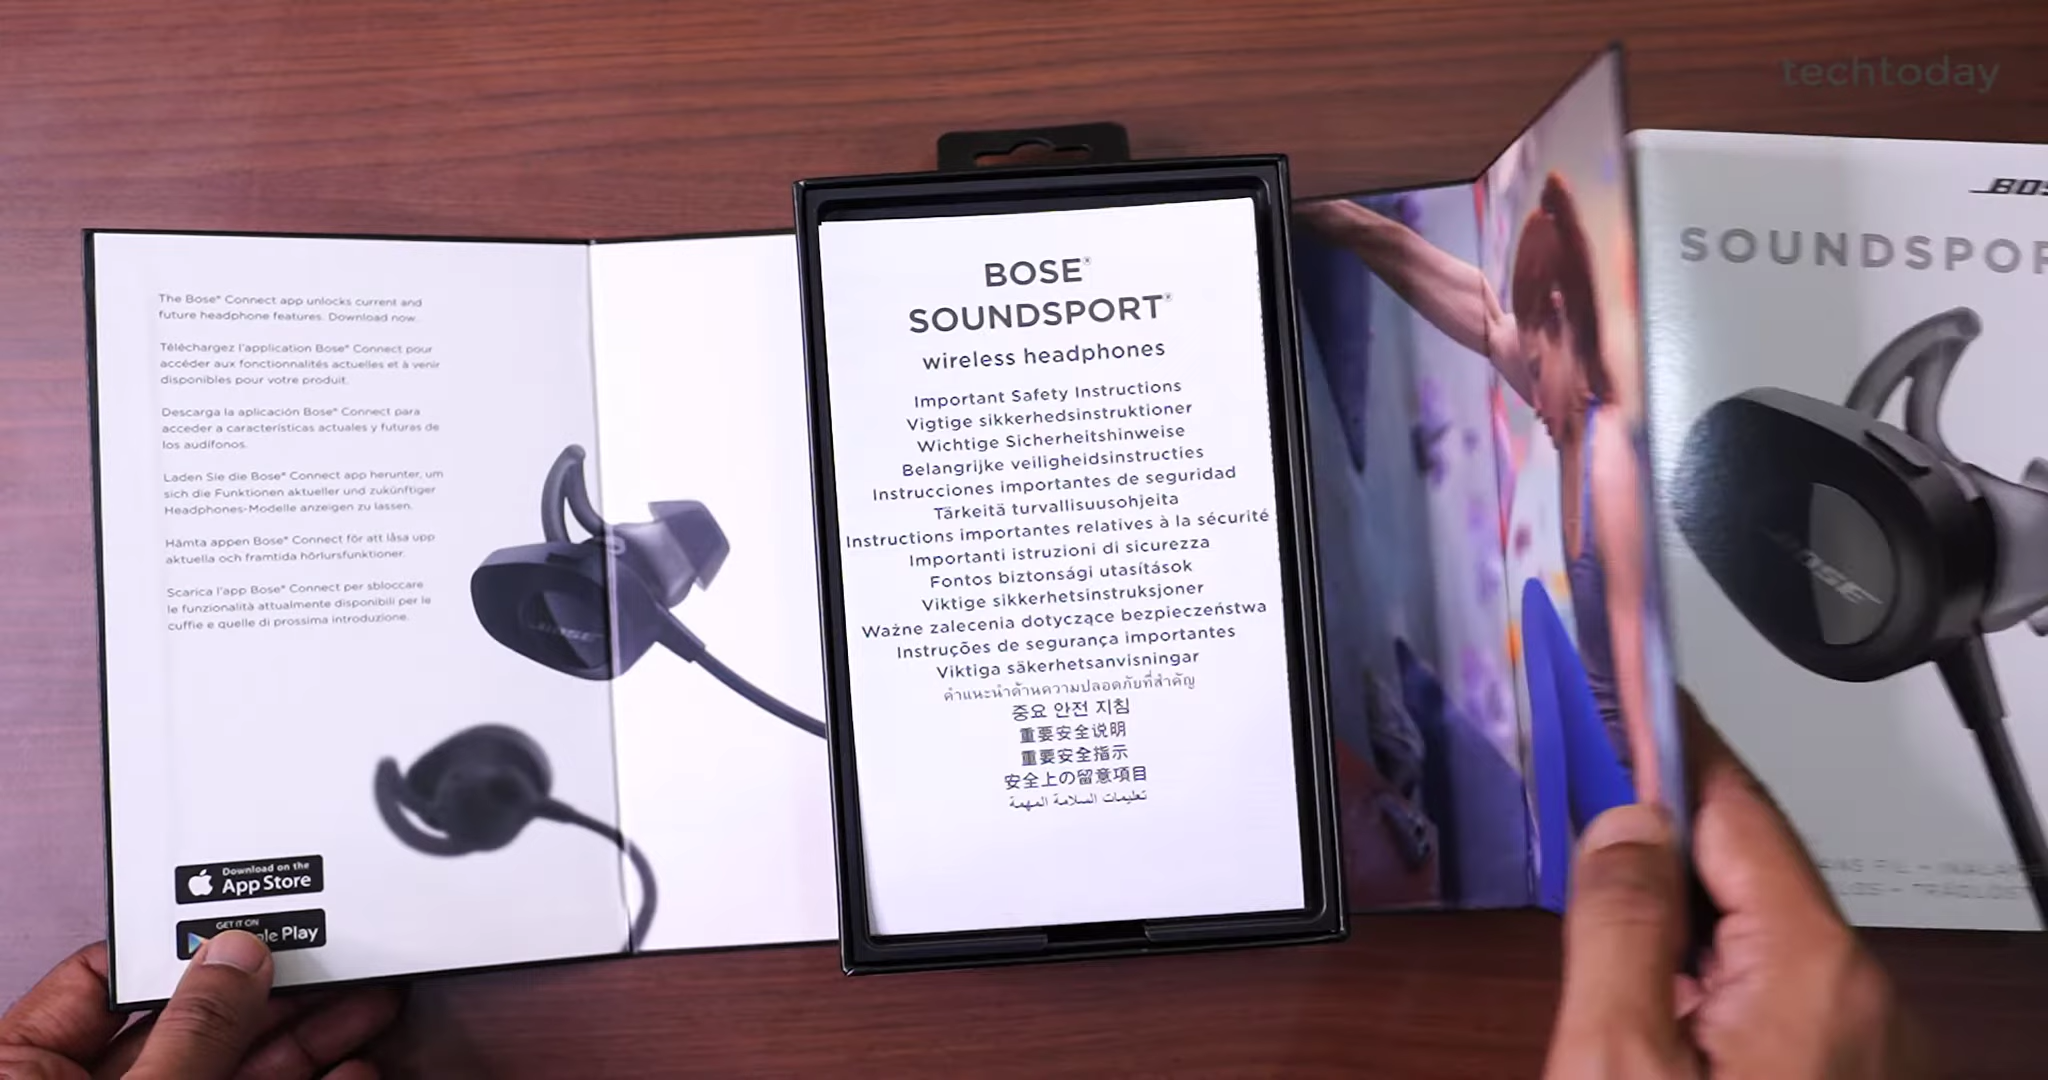 techtoday
The Bose® Connect app unlocks current and
future headphone features. Download now.
Téléchargez l'application Bose® Connect pour
accéder aux fonctionnalités actuelles et à venir
disponibles pour votre produit.
Descarga la aplicación Bose® Connect para
acceder a características actuales y futuras de
los audífonos.
Laden Sie die Bose® Connect app herunter, um
sich die Funktionen aktueller und zukünftiger
Headphones-Modelle anzeigen zu lassen.
Hämta appen Bose® Connect för att låsa upp
aktuella och framtida hörlursfunktioner.
Scarica l'app Bose® Connect per sbloccare
le funzionalità attualmente disponibili per le
cuffie e quelle di prossima introduzione.
BOSE
Download on the
App Store
GET IT ON
Play
BOSE®
SOUNDSPORT®
wireless headphones
Important Safety Instructions
Vigtige sikkerhedsinstruktioner
Wichtige Sicherheitshinweise
Belangrijke veiligheidsinstructies
Instrucciones importantes de seguridad
Tärkeitä turvallisuusohjeita
Instructions importantes relatives à la sécurité
Importanti istruzioni di sicurezza
Fontos biztonsági utasítások
Viktige sikkerhetsinstruksjoner
Ważne zalecenia dotyczące bezpieczeństwa
Instruções de segurança importantes
Viktiga säkerhetsanvisningar
คำแนะนำด้านความปลอดภัยที่สำคัญ
중요 안전 지침
重要安全说明
重要安全指示
安全上の留意項目
تعليمات السلامة المهمة
BOS
SOUNDSPOR
BOSE